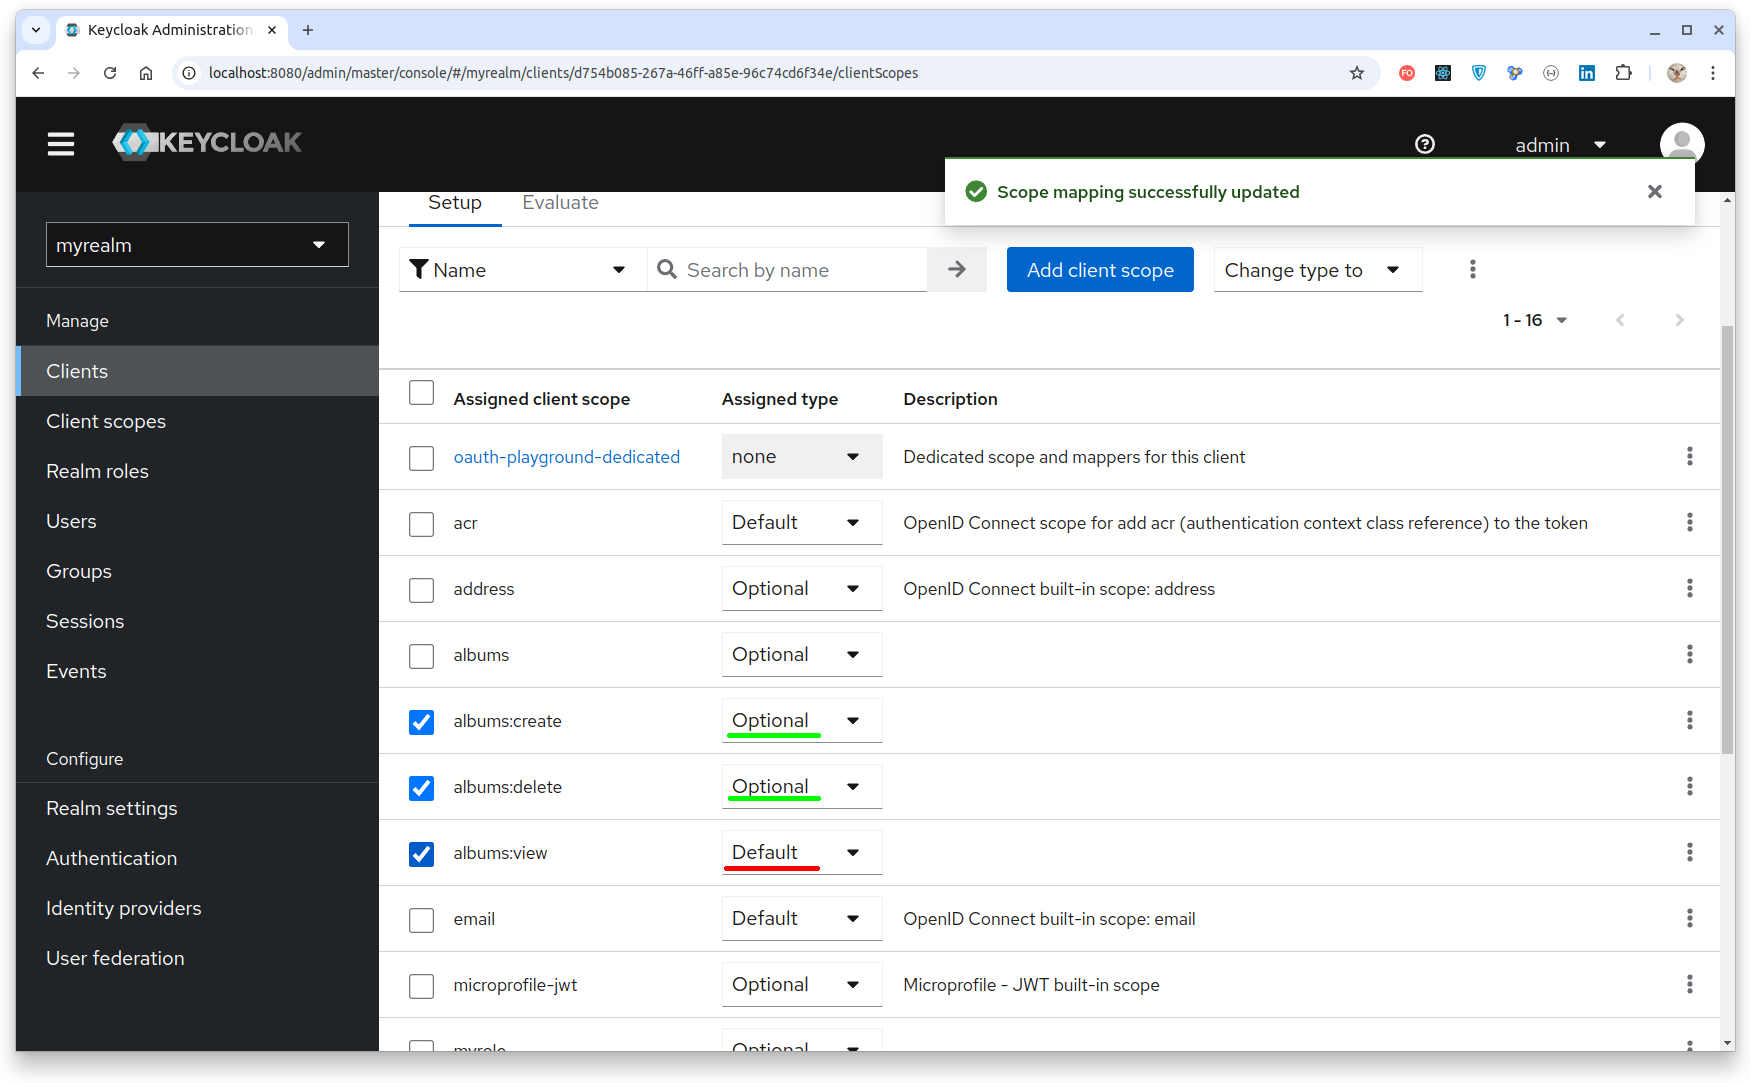 Keycloak Administration
localhost:8080/admin/master/console/#/myrealm/clients/d754b085-267a-46ff-a85e-96c74cd6f34e/clientScopes
FO
in
KEYCLOAK
admin
Scope mapping successfully updated
myrealm
Manage
Clients
Client scopes
Realm roles
Users
Groups
Sessions
Events
Configure
Realm settings
Authentication
Identity providers
User federation
Setup Evaluate
Name Search by name Add client scope Change type to
1 - 16
Assigned client scope Assigned type Description
oauth-playground-dedicated none Dedicated scope and mappers for this client
acr Default OpenID Connect scope for add acr (authentication context class reference) to the token
address Optional OpenID Connect built-in scope: address
albums Optional
albums:create Optional
albums:delete Optional
albums:view Default
email Default OpenID Connect built-in scope: email
microprofile-jwt Optional Microprofile - JWT built-in scope
myrole Optional